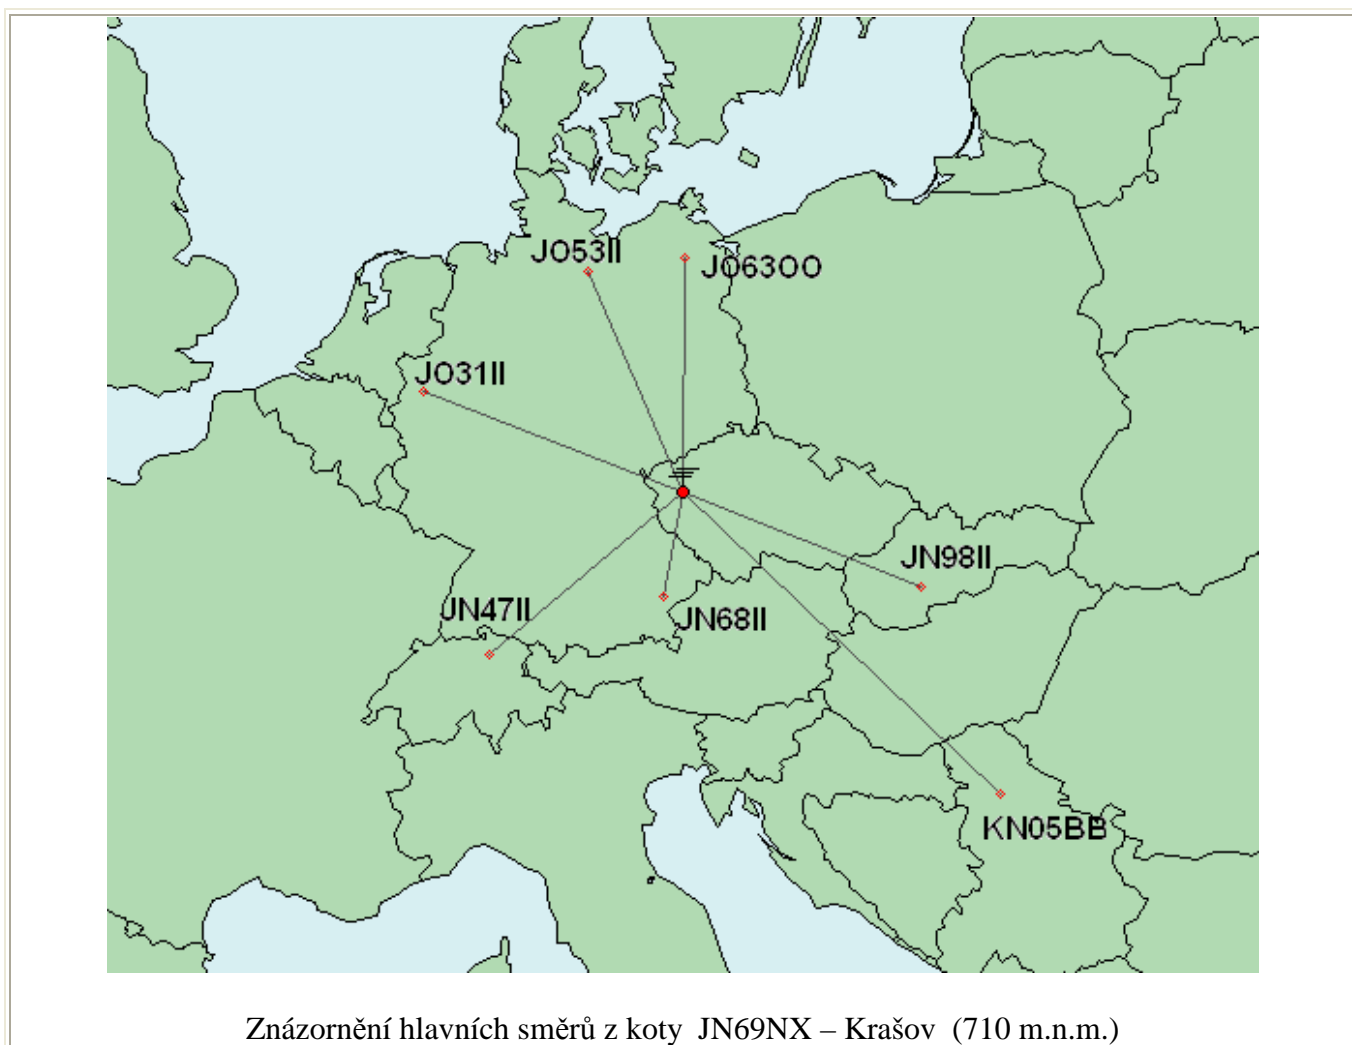 JO53II
JO63OO
JO31II
JN98II
JN47II
JN68II
KN05BB
Znázornění hlavních směrů z koty JN69NX – Krašov (710 m.n.m.)